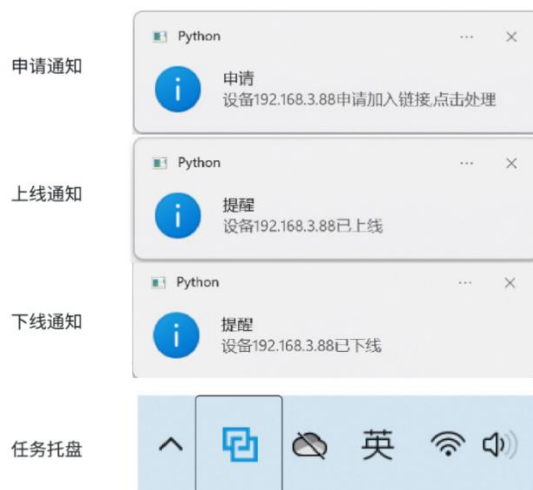 申请通知
Python
申请
设备192.168.3.88申请加入链接,点击处理
上线通知
Python
提醒
设备192.168.3.88已上线
下线通知
Python
提醒
设备192.168.3.88已下线
任务托盘
英